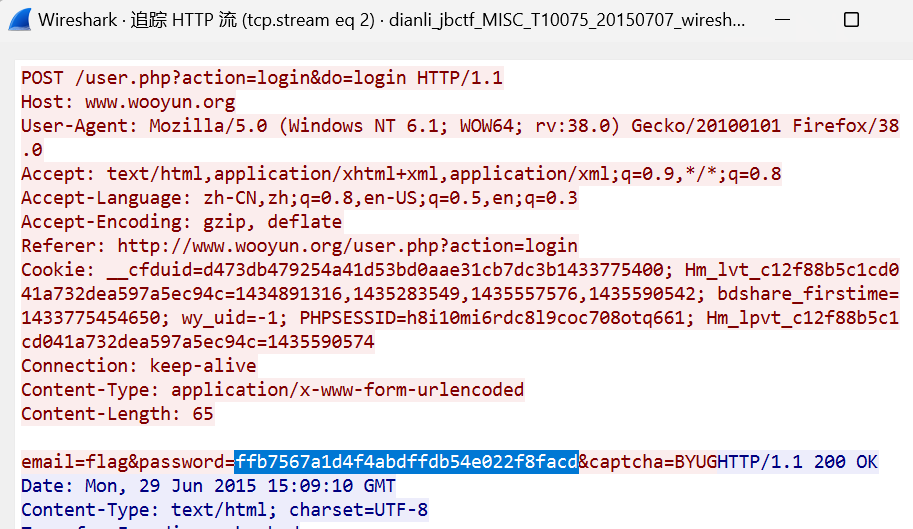 Wireshark · 追踪 HTTP 流 (tcp.stream eq 2) · dianli_jbctf_MISC_T10075_20150707_wiresh...
POST /user.php?action=login&do=login HTTP/1.1
Host: www.wooyun.org
User-Agent: Mozilla/5.0 (Windows NT 6.1; WOW64; rv:38.0) Gecko/20100101 Firefox/38
.0
Accept: text/html,application/xhtml+xml,application/xml;q=0.9,*/*;q=0.8
Accept-Language: zh-CN,zh;q=0.8,en-US;q=0.5,en;q=0.3
Accept-Encoding: gzip, deflate
Referer: http://www.wooyun.org/user.php?action=login
Cookie: __cfduid=d473db479254a41d53bd0aae31cb7dc3b1433775400; Hm_lvt_c12f88b5c1cd0
41a732dea597a5ec94c=1434891316,1435283549,1435557576,1435590542; bdshare_firstime=
1433775454650; wy_uid=-1; PHPSESSID=h8i10mi6rdc8l9coc708otq661; Hm_lpvt_c12f88b5c1
cd041a732dea597a5ec94c=1435590574
Connection: keep-alive
Content-Type: application/x-www-form-urlencoded
Content-Length: 65
email=flag&password=ffb7567a1d4f4abdffdb54e022f8facd&captcha=BYUGHTTP/1.1 200 OK
Date: Mon, 29 Jun 2015 15:09:10 GMT
Content-Type: text/html; charset=UTF-8